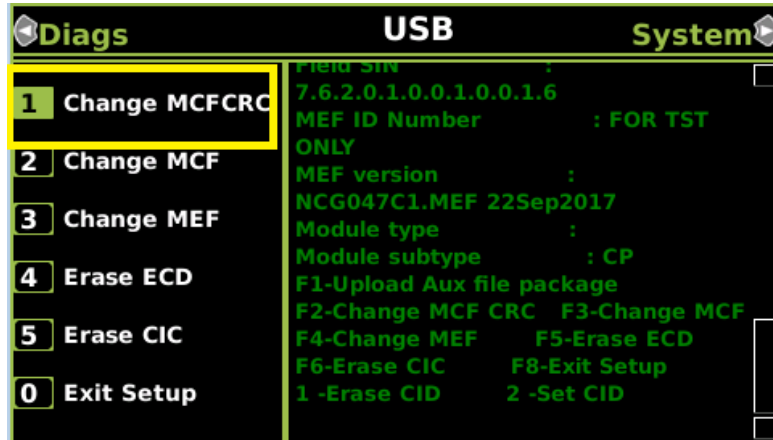 Diags USB System
1 Change MCFCRC
2 Change MCF
3 Change MEF
4 Erase ECD
5 Erase CIC
0 Exit Setup
Field SIN :
7.6.2.0.1.0.0.1.0.0.1.6
MEF ID Number : FOR TST
ONLY
MEF version :
NCG047C1.MEF 22Sep2017
Module type :
Module subtype : CP
F1-Upload Aux file package
F2-Change MCF CRC F3-Change MCF
F4-Change MEF F5-Erase ECD
F6-Erase CIC F8-Exit Setup
1 -Erase CID 2 -Set CID